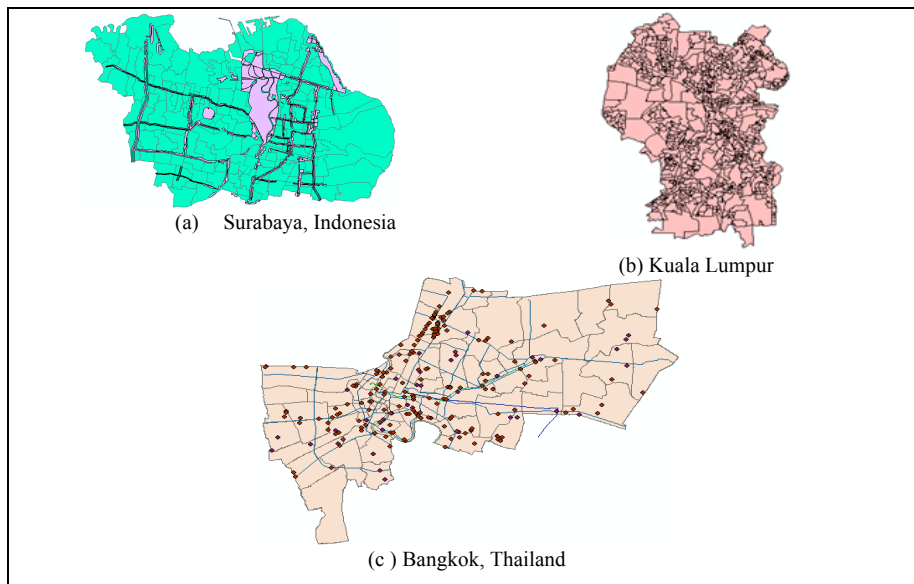 (a) Surabaya, Indonesia
(b) Kuala Lumpur
(c ) Bangkok, Thailand